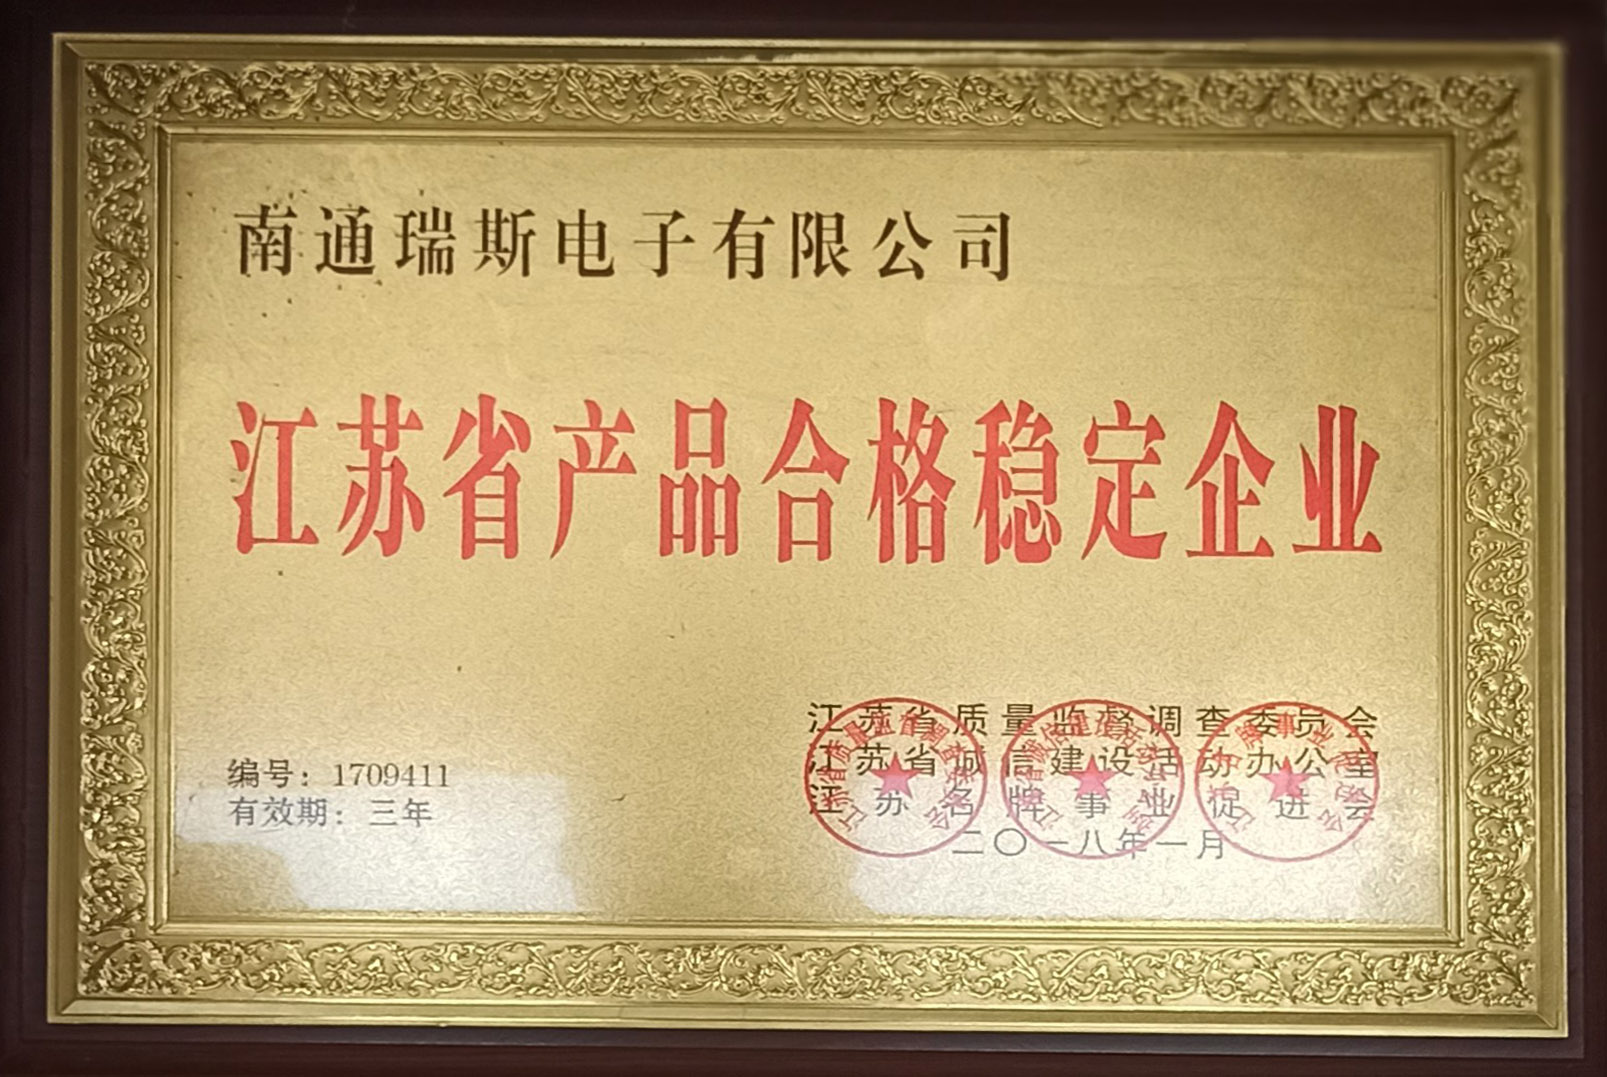 南通瑞斯电子有限公司
江苏省产品合格稳定企业
编号：1709411
有效期：三年
江苏省质量监督调查委员会
江苏省诚信建设活动办公室
江苏名牌事业促进会
二〇一八年一月